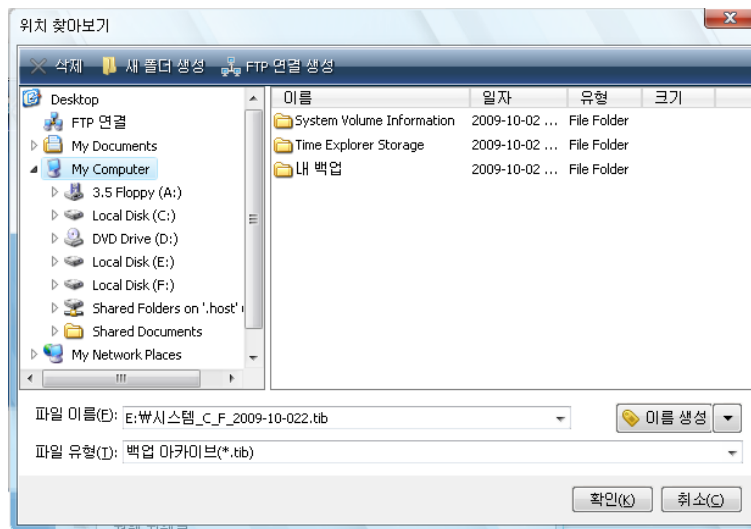 위치 찾아보기
삭제 새 폴더 생성 FTP 연결 생성
Desktop
FTP 연결
My Documents
My Computer
3.5 Floppy (A:)
Local Disk (C:)
DVD Drive (D:)
Local Disk (E:)
Local Disk (F:)
Shared Folders on '.host'
Shared Documents
My Network Places
이름 일자 유형 크기
System Volume Information 2009-10-02 ... File Folder
Time Explorer Storage 2009-10-02 ... File Folder
내 백업 2009-10-02 ... File Folder
파일 이름(F): E:₩시스템_C_F_2009-10-022.tib 이름 생성
파일 유형(T): 백업 아카이브(*.tib)
확인(K) 취소(C)